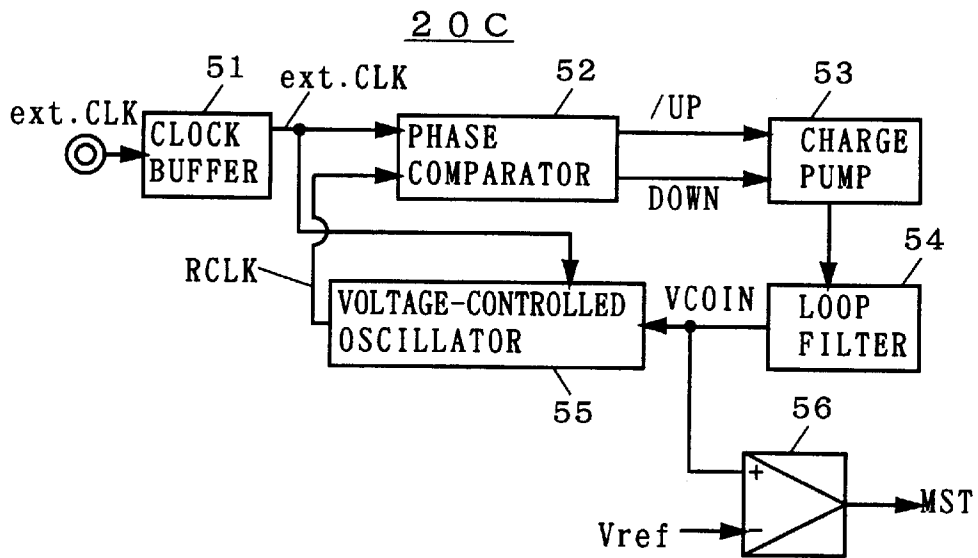 20C
51
ext.CLK
52
53
ext.CLK
CLOCK
BUFFER
PHASE
COMPARATOR
/UP
DOWN
CHARGE
PUMP
54
RCLK
VOLTAGE-CONTROLLED
OSCILLATOR
VCOIN
LOOP
FILTER
55
56
+
Vref
−
MST